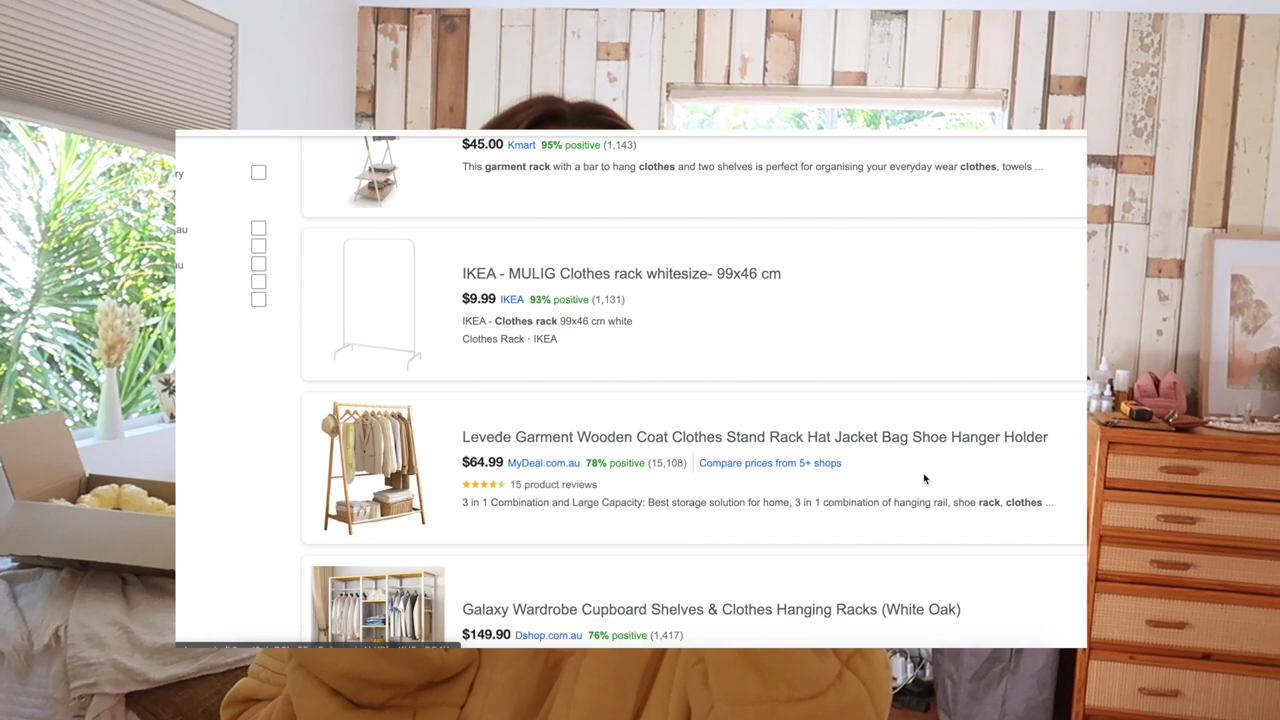 ry
$45.00 Kmart 95% positive (1,143)
This garment rack with a bar to hang clothes and two shelves is perfect for organising your everyday wear clothes, towels ...
au
u
IKEA - MULIG Clothes rack whitesize- 99x46 cm
$9.99 IKEA 93% positive (1,131)
IKEA - Clothes rack 99x46 cm white
Clothes Rack · IKEA
Levede Garment Wooden Coat Clothes Stand Rack Hat Jacket Bag Shoe Hanger Holder
$64.99 MyDeal.com.au 78% positive (15,108) Compare prices from 5+ shops
15 product reviews
3 in 1 Combination and Large Capacity: Best storage solution for home, 3 in 1 combination of hanging rail, shoe rack, clothes ...
Galaxy Wardrobe Cupboard Shelves & Clothes Hanging Racks (White Oak)
$149.90 Dshop.com.au 76% positive (1,417)